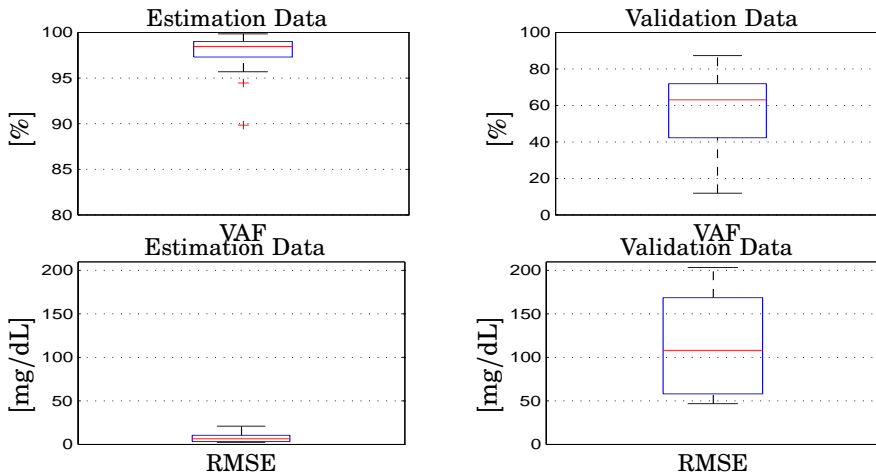 Estimation Data
100
95
90
85
80
[%]
VAF
Validation Data
100
80
60
40
20
0
[%]
VAF
Estimation Data
200
150
100
50
0
[mg/dL]
RMSE
Validation Data
200
150
100
50
0
[mg/dL]
RMSE